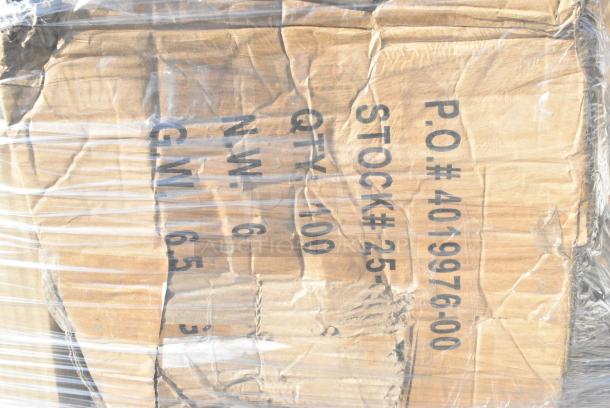 P.O.# 4019976-00
STOCK# 25-
QTY. 100
N.W. 6
G.W. 6.5